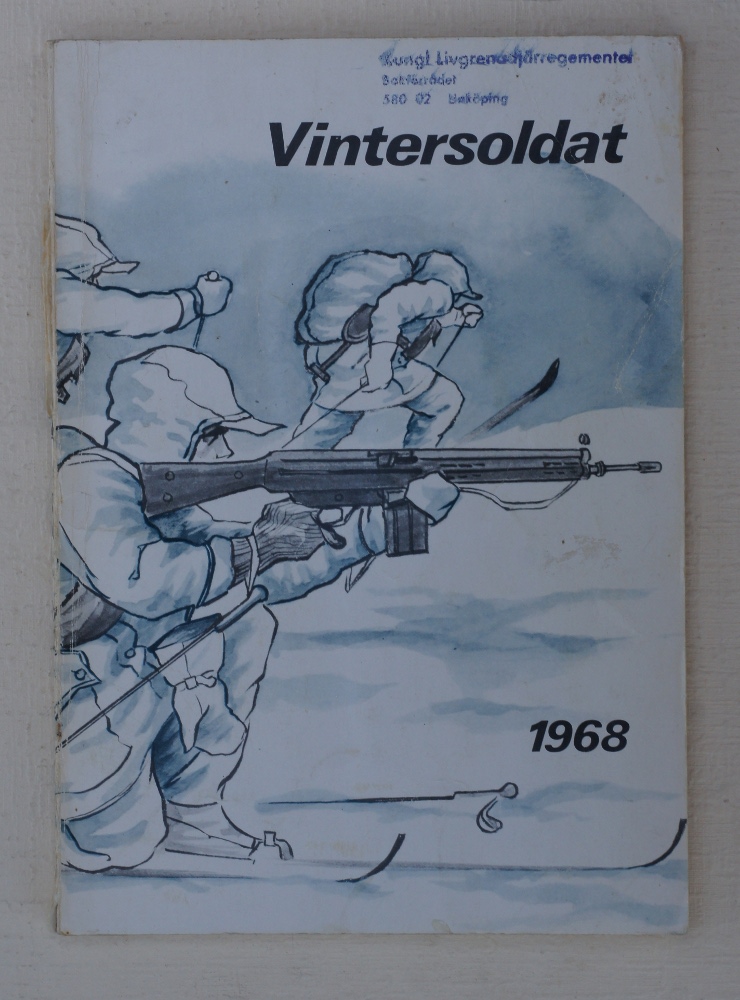 Kungl Livgrenadjärregementet
Bokförrådet
580 02 Linköping
Vintersoldat
1968